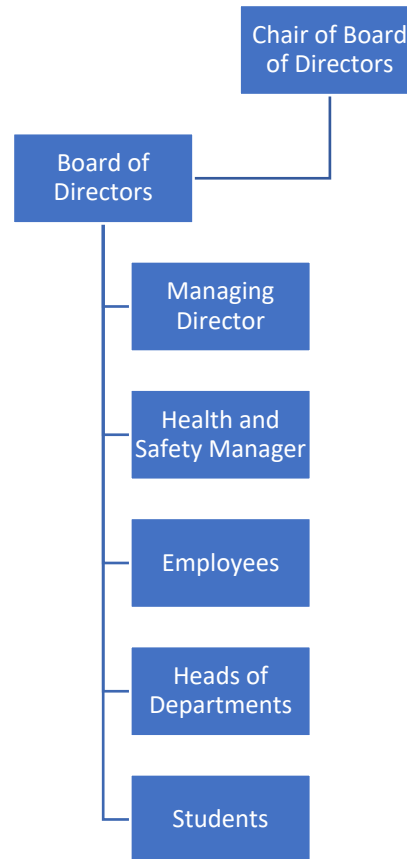 Chair of Board
of Directors
Board of
Directors
Managing
Director
Health and
Safety Manager
Employees
Heads of
Departments
Students